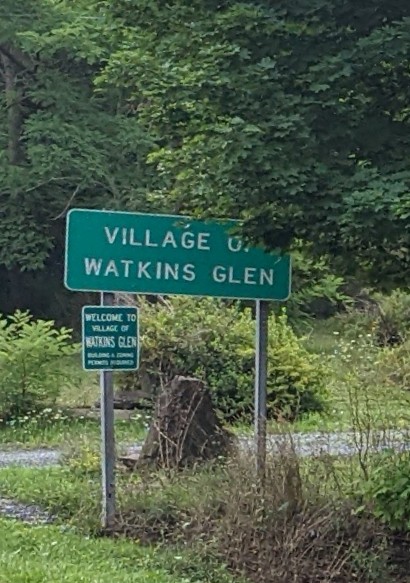 VILLAGE O
WATKINS GLEN
WELCOME TO
VILLAGE OF
WATKINS GLEN
BUILDING & ZONING
PERMITS REQUIRED